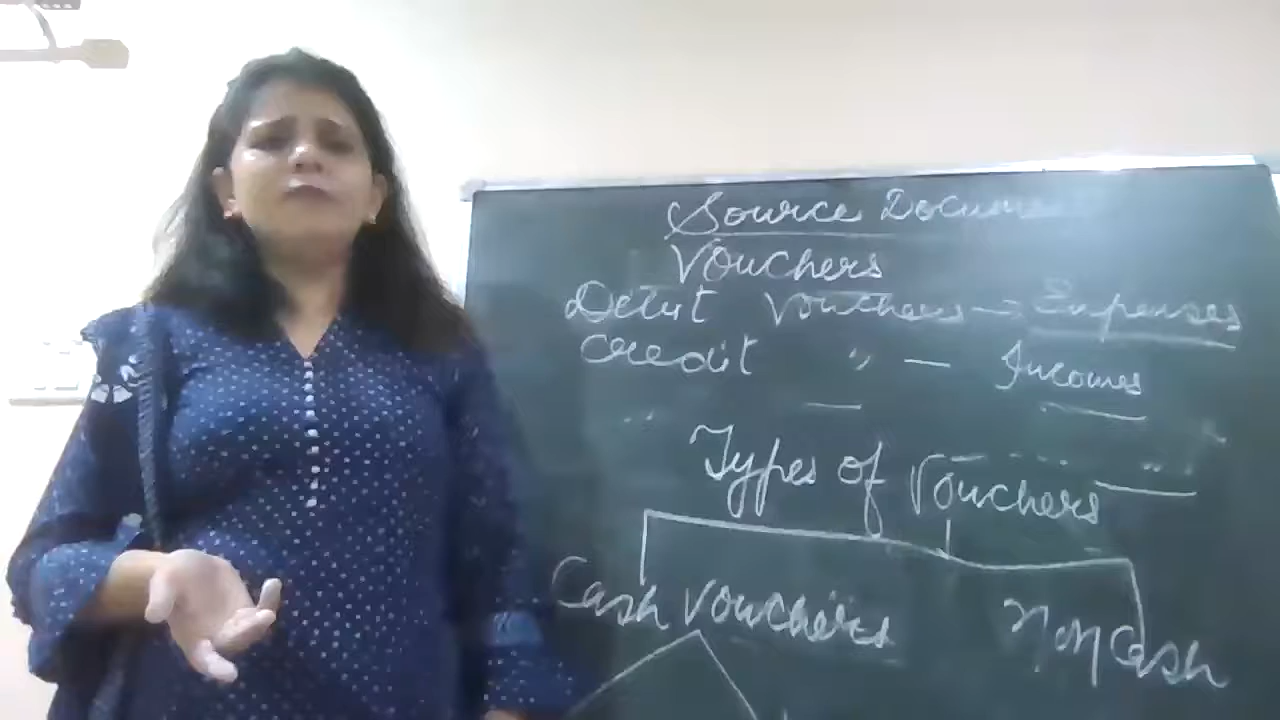 Source Docum
Vouchers
Debit Vouchers → Expenses
Credit " — Incomes
Types of Vouchers
Cash Vouchers Non Cash